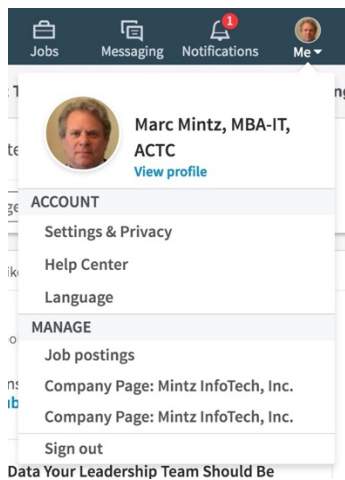 1
Jobs
Messaging
Notifications
Me
Marc Mintz, MBA-IT,
ACTC
View profile
ACCOUNT
Settings & Privacy
Help Center
Language
MANAGE
Job postings
Company Page: Mintz InfoTech, Inc.
Company Page: Mintz InfoTech, Inc.
Sign out
Data Your Leadership Team Should Be